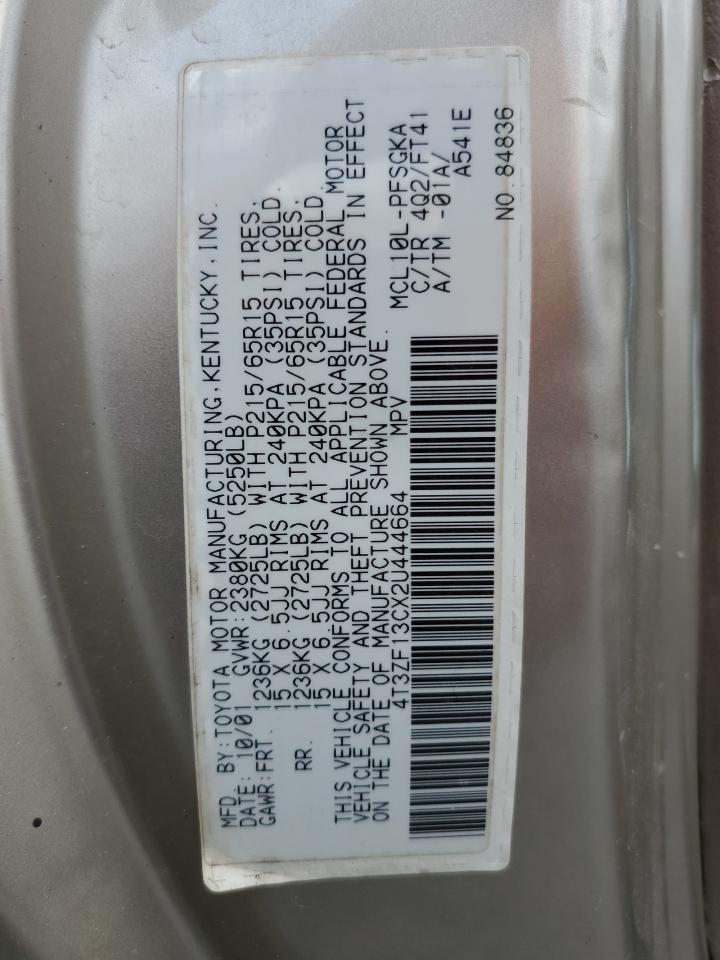 MFD. BY:TOYOTA MOTOR MANUFACTURING,KENTUCKY,INC.
DATE: 10/01 GVWR:2380KG (5250LB)
GAWR:FRT. 1236KG (2725LB) WITH P215/65R15 TIRES,
15 X 6.5JJ RIMS AT 240KPA (35PSI) COLD.
RR. 1236KG (2725LB) WITH P215/65R15 TIRES,
15 X 6.5JJ RIMS AT 240KPA (35PSI) COLD.
THIS VEHICLE CONFORMS TO ALL APPLICABLE FEDERAL MOTOR
VEHICLE SAFETY AND THEFT PREVENTION STANDARDS IN EFFECT
ON THE DATE OF MANUFACTURE SHOWN ABOVE.
4T3ZF13CX2U444664 MPV
MCL10L-PFSGKA
C/TR 4Q2/FT41
A/TM -01A/
A541E
NO.84836